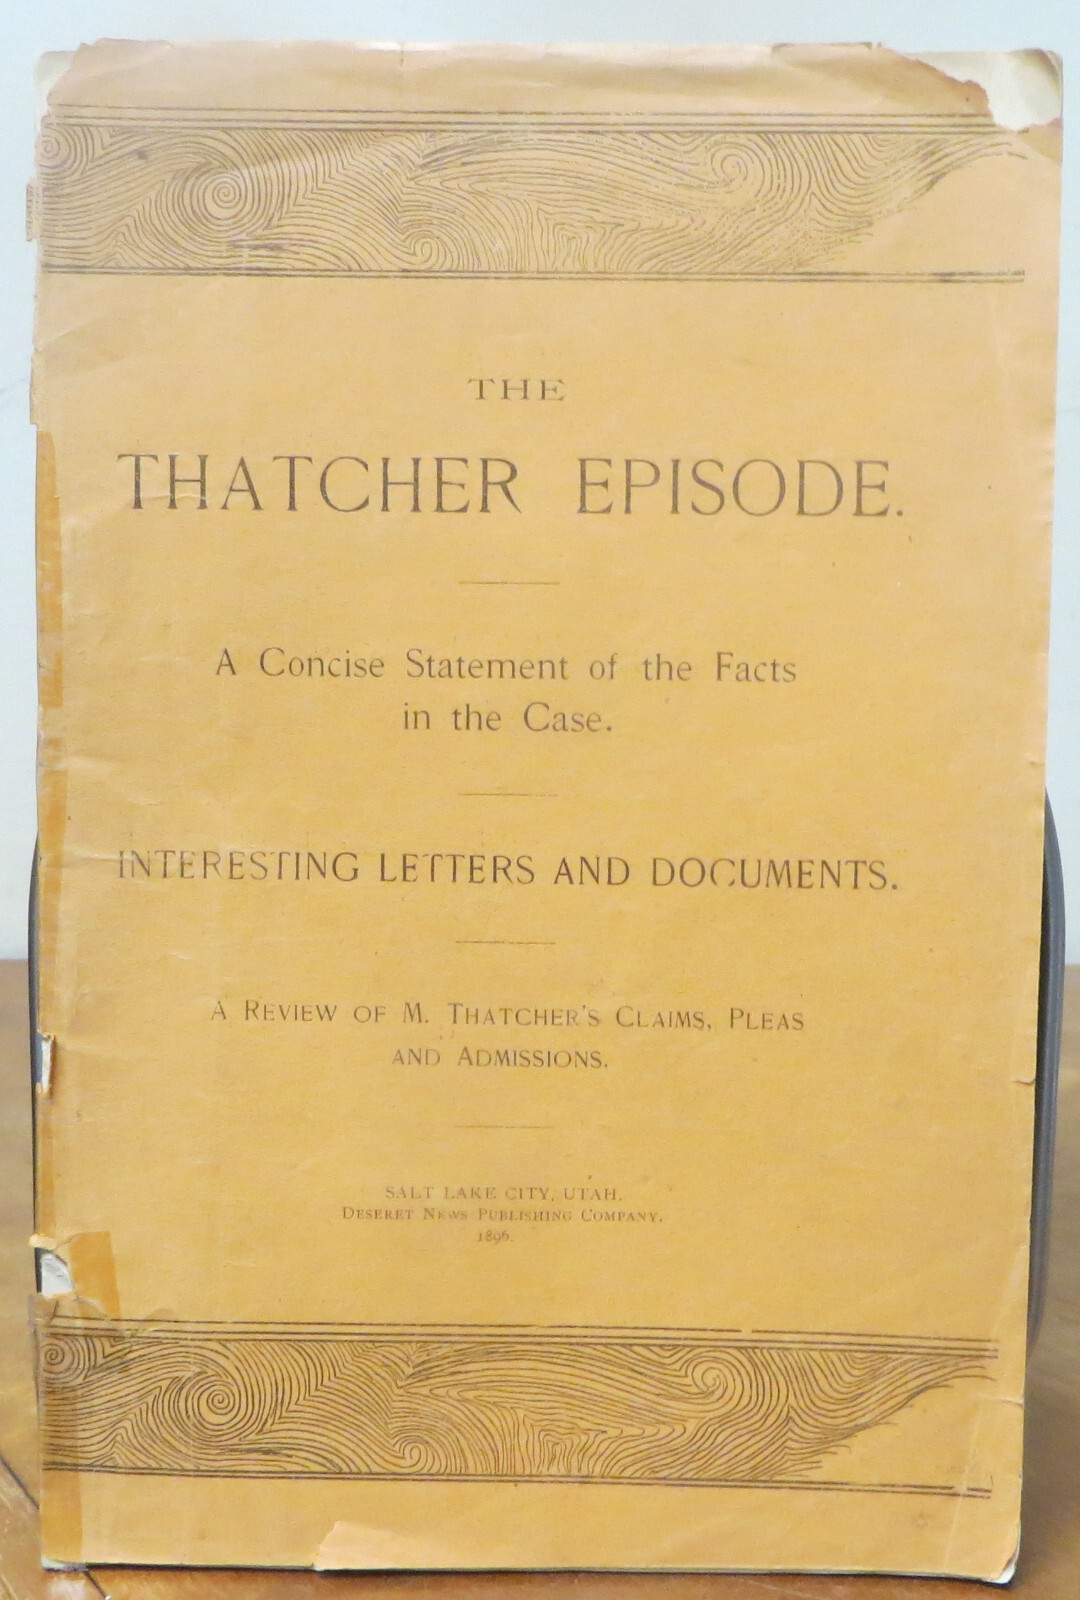 THE
THATCHER EPISODE.
A Concise Statement of the Facts
in the Case.
INTERESTING LETTERS AND DOCUMENTS.
A REVIEW OF M. THATCHER'S CLAIMS, PLEAS
AND ADMISSIONS.
SALT LAKE CITY, UTAH.
DESERET NEWS PUBLISHING COMPANY.
1896.